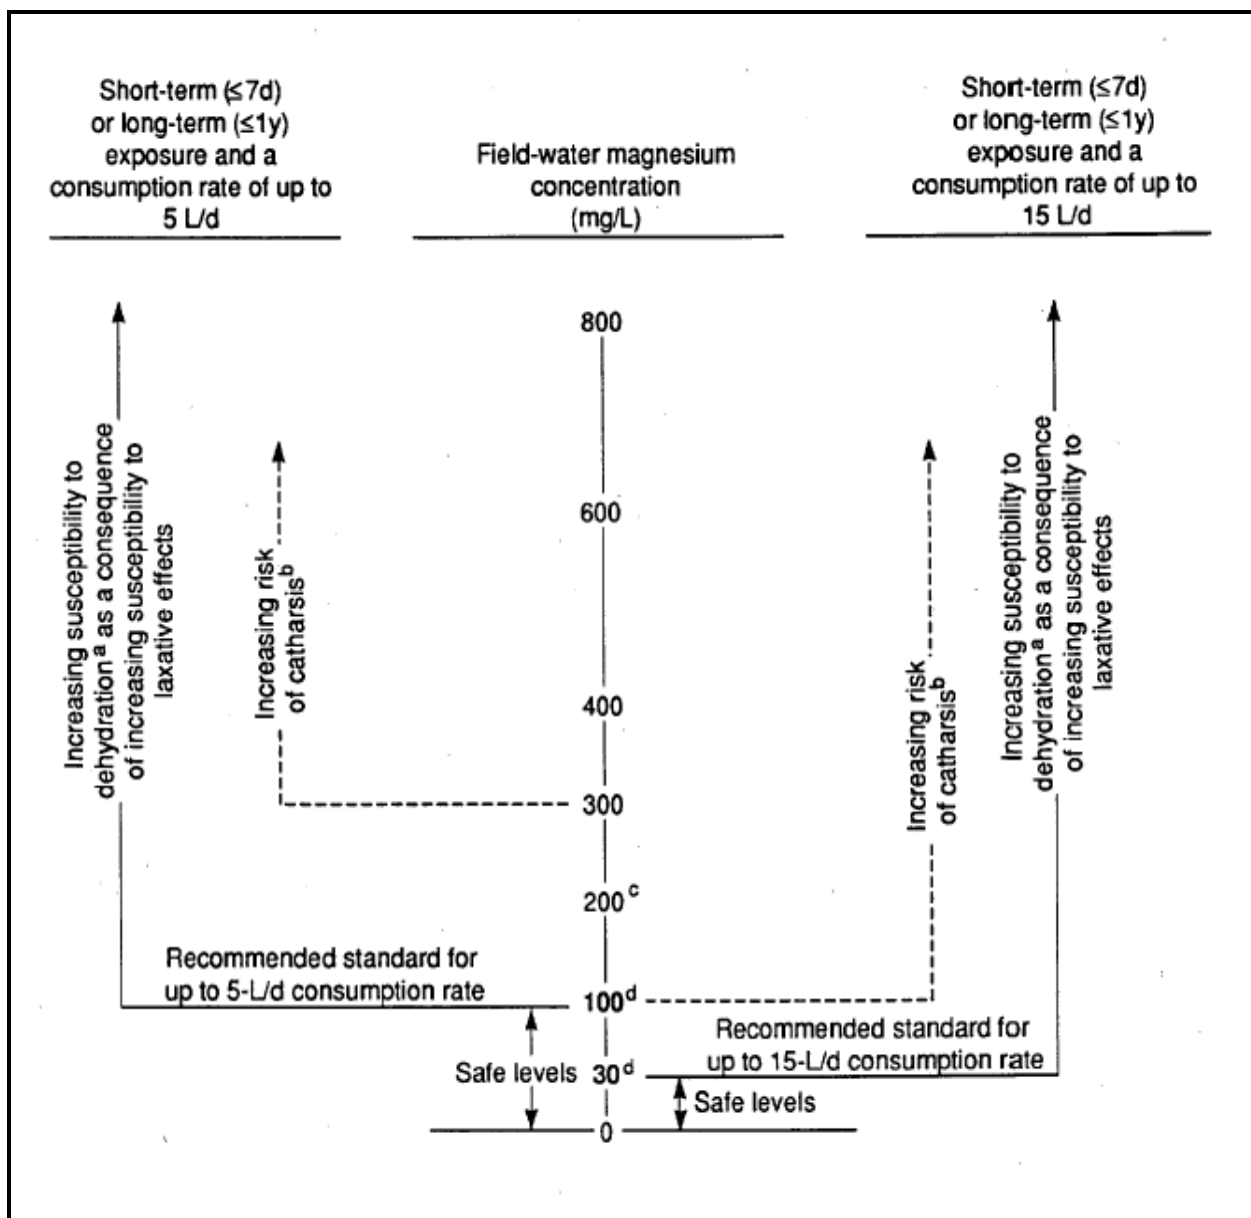 Short-term (≤7d)
or long-term (≤1y)
exposure and a
consumption rate of up to
5 L/d
Field-water magnesium
concentration
(mg/L)
Short-term (≤7d)
or long-term (≤1y)
exposure and a
consumption rate of up to
15 L/d
800
600
400
300
200c
100d
30d
0
Increasing susceptibility to
dehydrationa as a consequence
of increasing susceptibility to
laxative effects
Increasing risk
of catharsisb
Increasing risk
of catharsisb
Increasing susceptibility to
dehydrationa as a consequence
of increasing susceptibility to
laxative effects
Recommended standard for
up to 5-L/d consumption rate
Recommended standard for
up to 15-L/d consumption rate
Safe levels
Safe levels